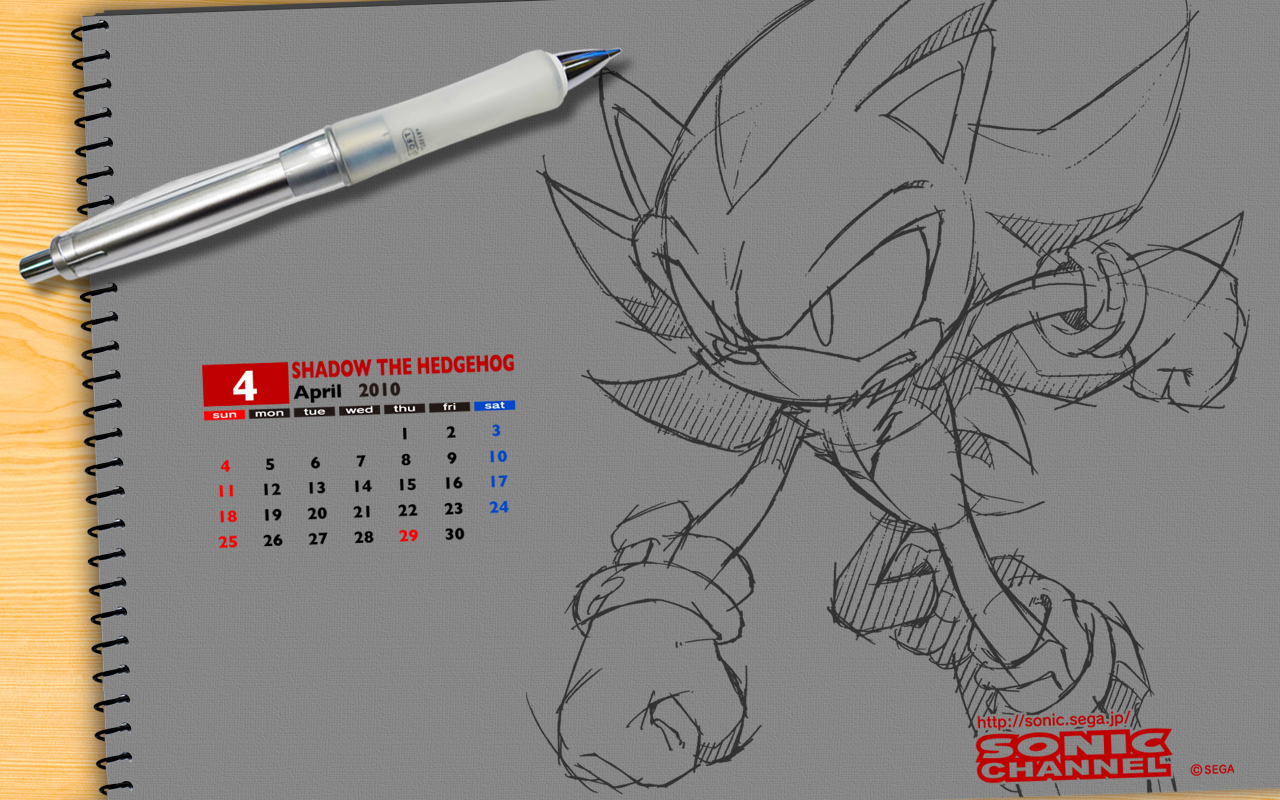 4
SHADOW THE HEDGEHOG
April 2010
sun mon tue wed thu fri sat
1 2 3
4 5 6 7 8 9 10
11 12 13 14 15 16 17
18 19 20 21 22 23 24
25 26 27 28 29 30
http://sonic.sega.jp/
SONIC
CHANNEL
©SEGA